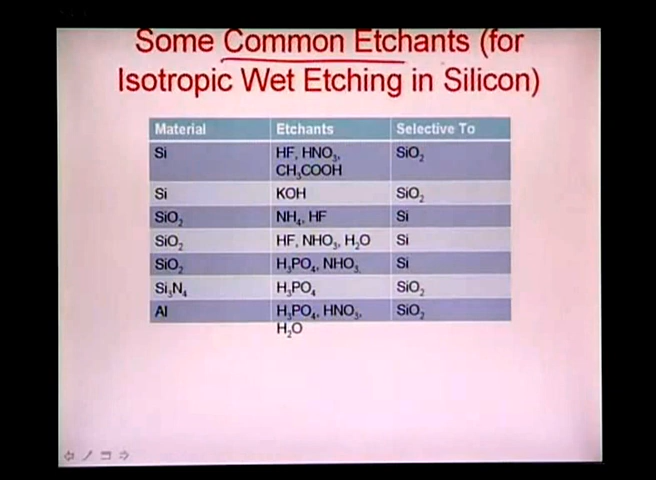 Some Common Etchants (for
Isotropic Wet Etching in Silicon)
Material Etchants Selective To
Si HF, HNO₃, SiO₂
CH₃COOH
Si KOH SiO₂
SiO₂ NH₄, HF Si
SiO₂ HF, NHO₃, H₂O Si
SiO₂ H₃PO₄, NHO₃ Si
Si₃N₄ H₃PO₄ SiO₂
Al H₃PO₄, HNO₃, SiO₂
H₂O